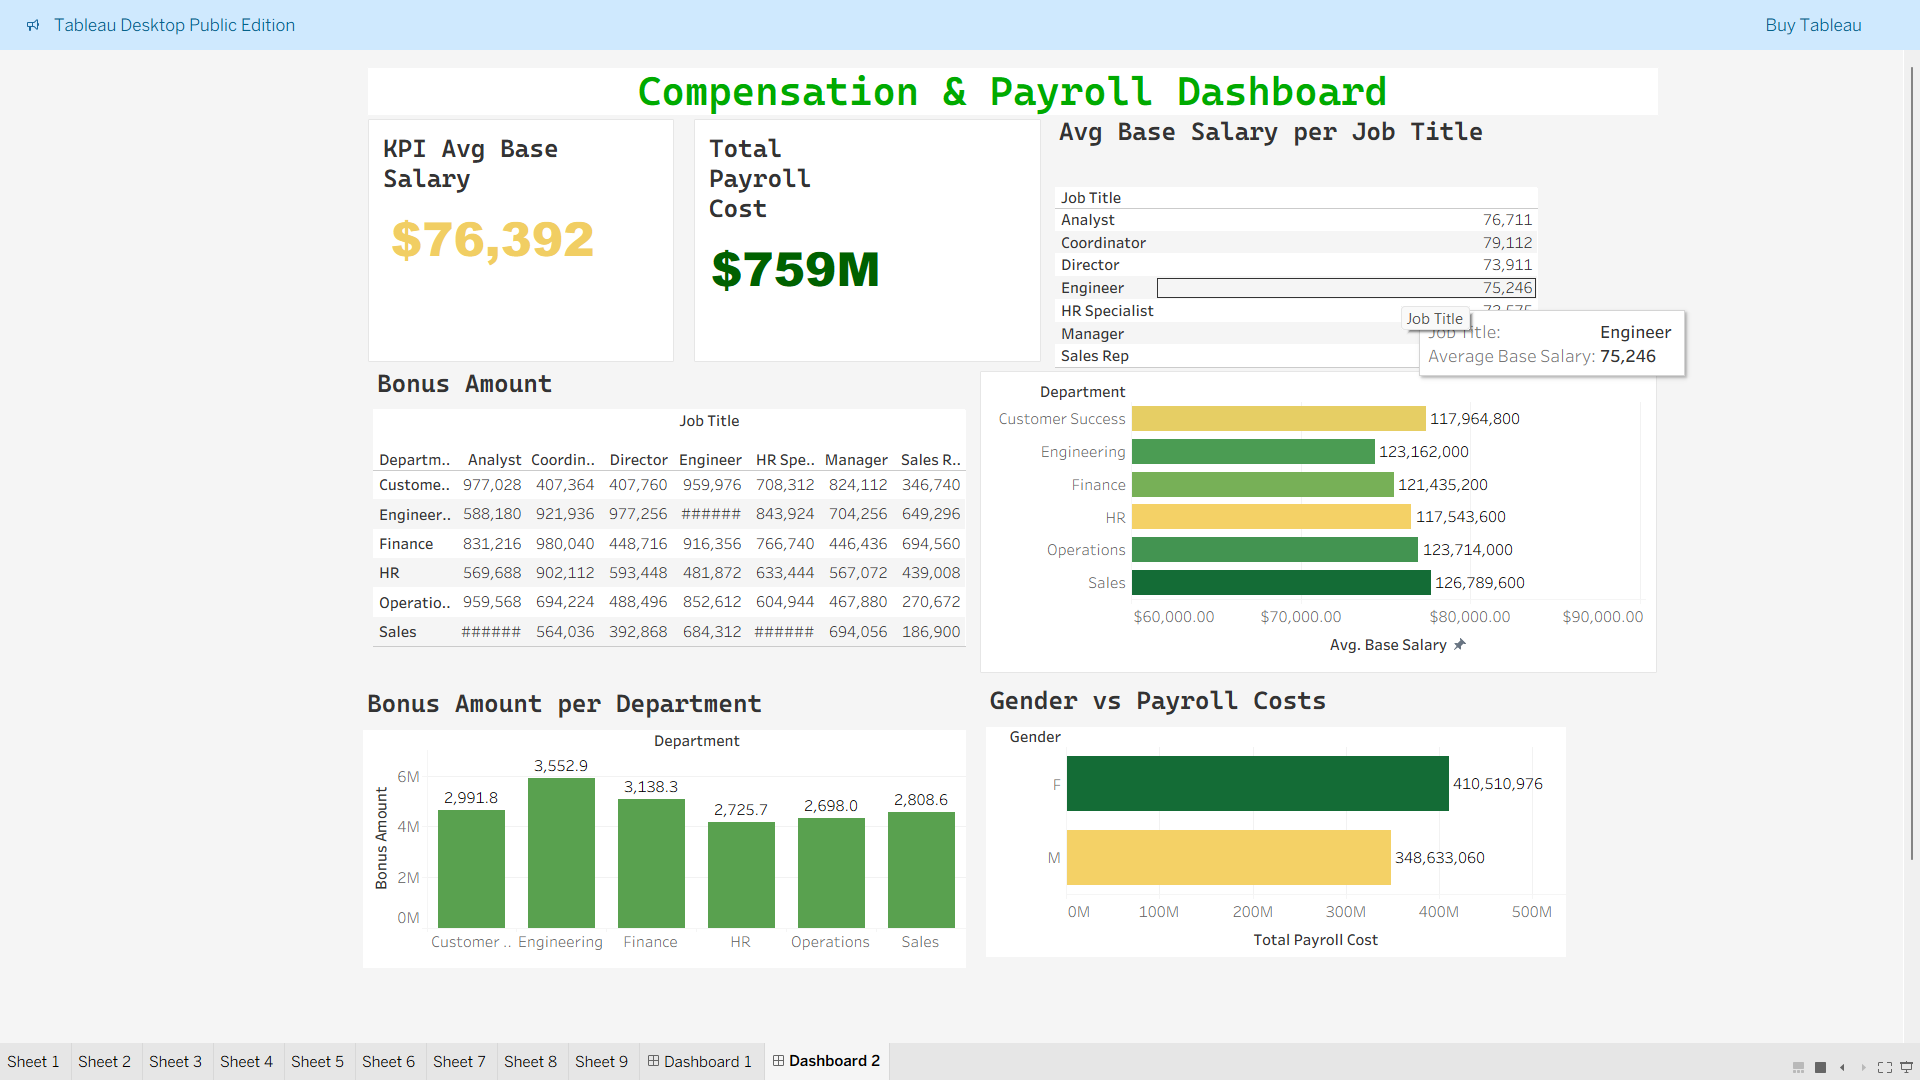 Tableau Desktop Public Edition
Buy Tableau
Compensation & Payroll Dashboard
KPI Avg Base
Salary
$76,392
Total
Payroll
Cost
$759M
Avg Base Salary per Job Title
Job Title
Analyst 76,711
Coordinator 79,112
Director 73,911
Engineer 75,246
HR Specialist
Manager
Sales Rep
Job Title
Job Title: Engineer
Average Base Salary: 75,246
Bonus Amount
Job Title
Departm.. Analyst Coordin.. Director Engineer HR Spe.. Manager Sales R..
Custome.. 977,028 407,364 407,760 959,976 708,312 824,112 346,740
Engineer.. 588,180 921,936 977,256 ###### 843,924 704,256 649,296
Finance 831,216 980,040 448,716 916,356 766,740 446,436 694,560
HR 569,688 902,112 593,448 481,872 633,444 567,072 439,008
Operatio.. 959,568 694,224 488,496 852,612 604,944 467,880 270,672
Sales ###### 564,036 392,868 684,312 ###### 694,056 186,900
Department
Customer Success 117,964,800
Engineering 123,162,000
Finance 121,435,200
HR 117,543,600
Operations 123,714,000
Sales 126,789,600
$60,000.00 $70,000.00 $80,000.00 $90,000.00
Avg. Base Salary
Bonus Amount per Department
Department
Bonus Amount
6M
4M
2M
0M
2,991.8
3,552.9
3,138.3
2,725.7
2,698.0
2,808.6
Customer .. Engineering Finance HR Operations Sales
Gender vs Payroll Costs
Gender
F 410,510,976
M 348,633,060
0M 100M 200M 300M 400M 500M
Total Payroll Cost
Sheet 1 Sheet 2 Sheet 3 Sheet 4 Sheet 5 Sheet 6 Sheet 7 Sheet 8 Sheet 9 Dashboard 1 Dashboard 2